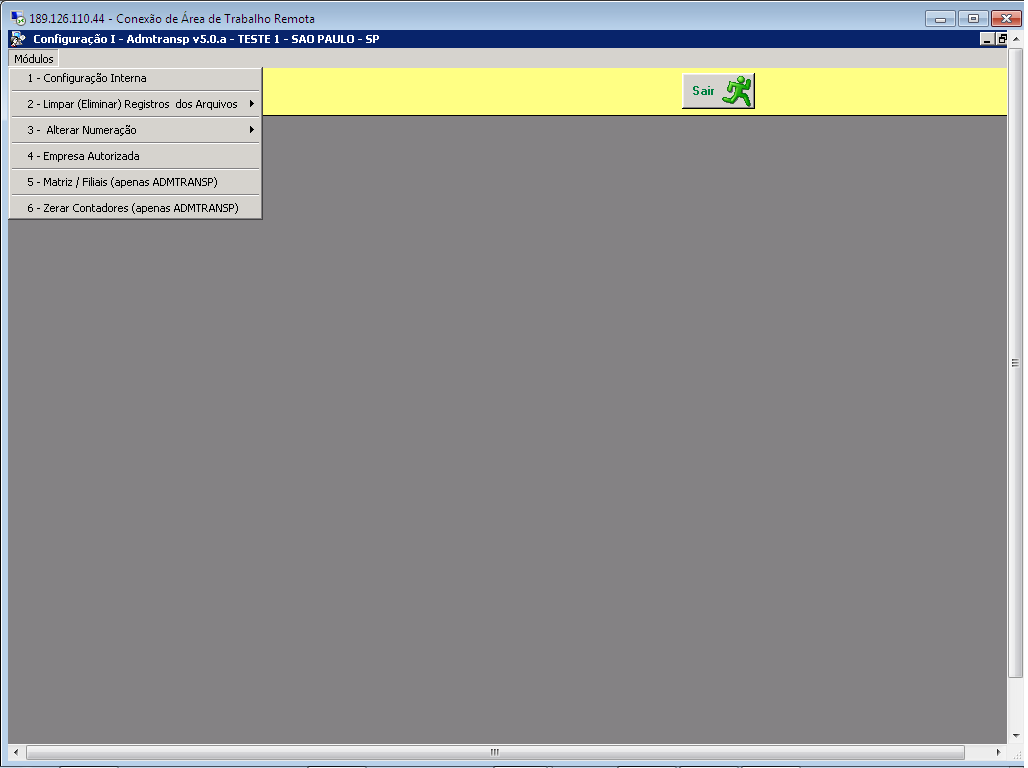 189.126.110.44 - Conexão de Área de Trabalho Remota
Configuração I - Admtransp v5.0.a - TESTE 1 - SAO PAULO - SP
Módulos
1 - Configuração Interna
2 - Limpar (Eliminar) Registros dos Arquivos
3 - Alterar Numeração
4 - Empresa Autorizada
5 - Matriz / Filiais (apenas ADMTRANSP)
6 - Zerar Contadores (apenas ADMTRANSP)
Sair